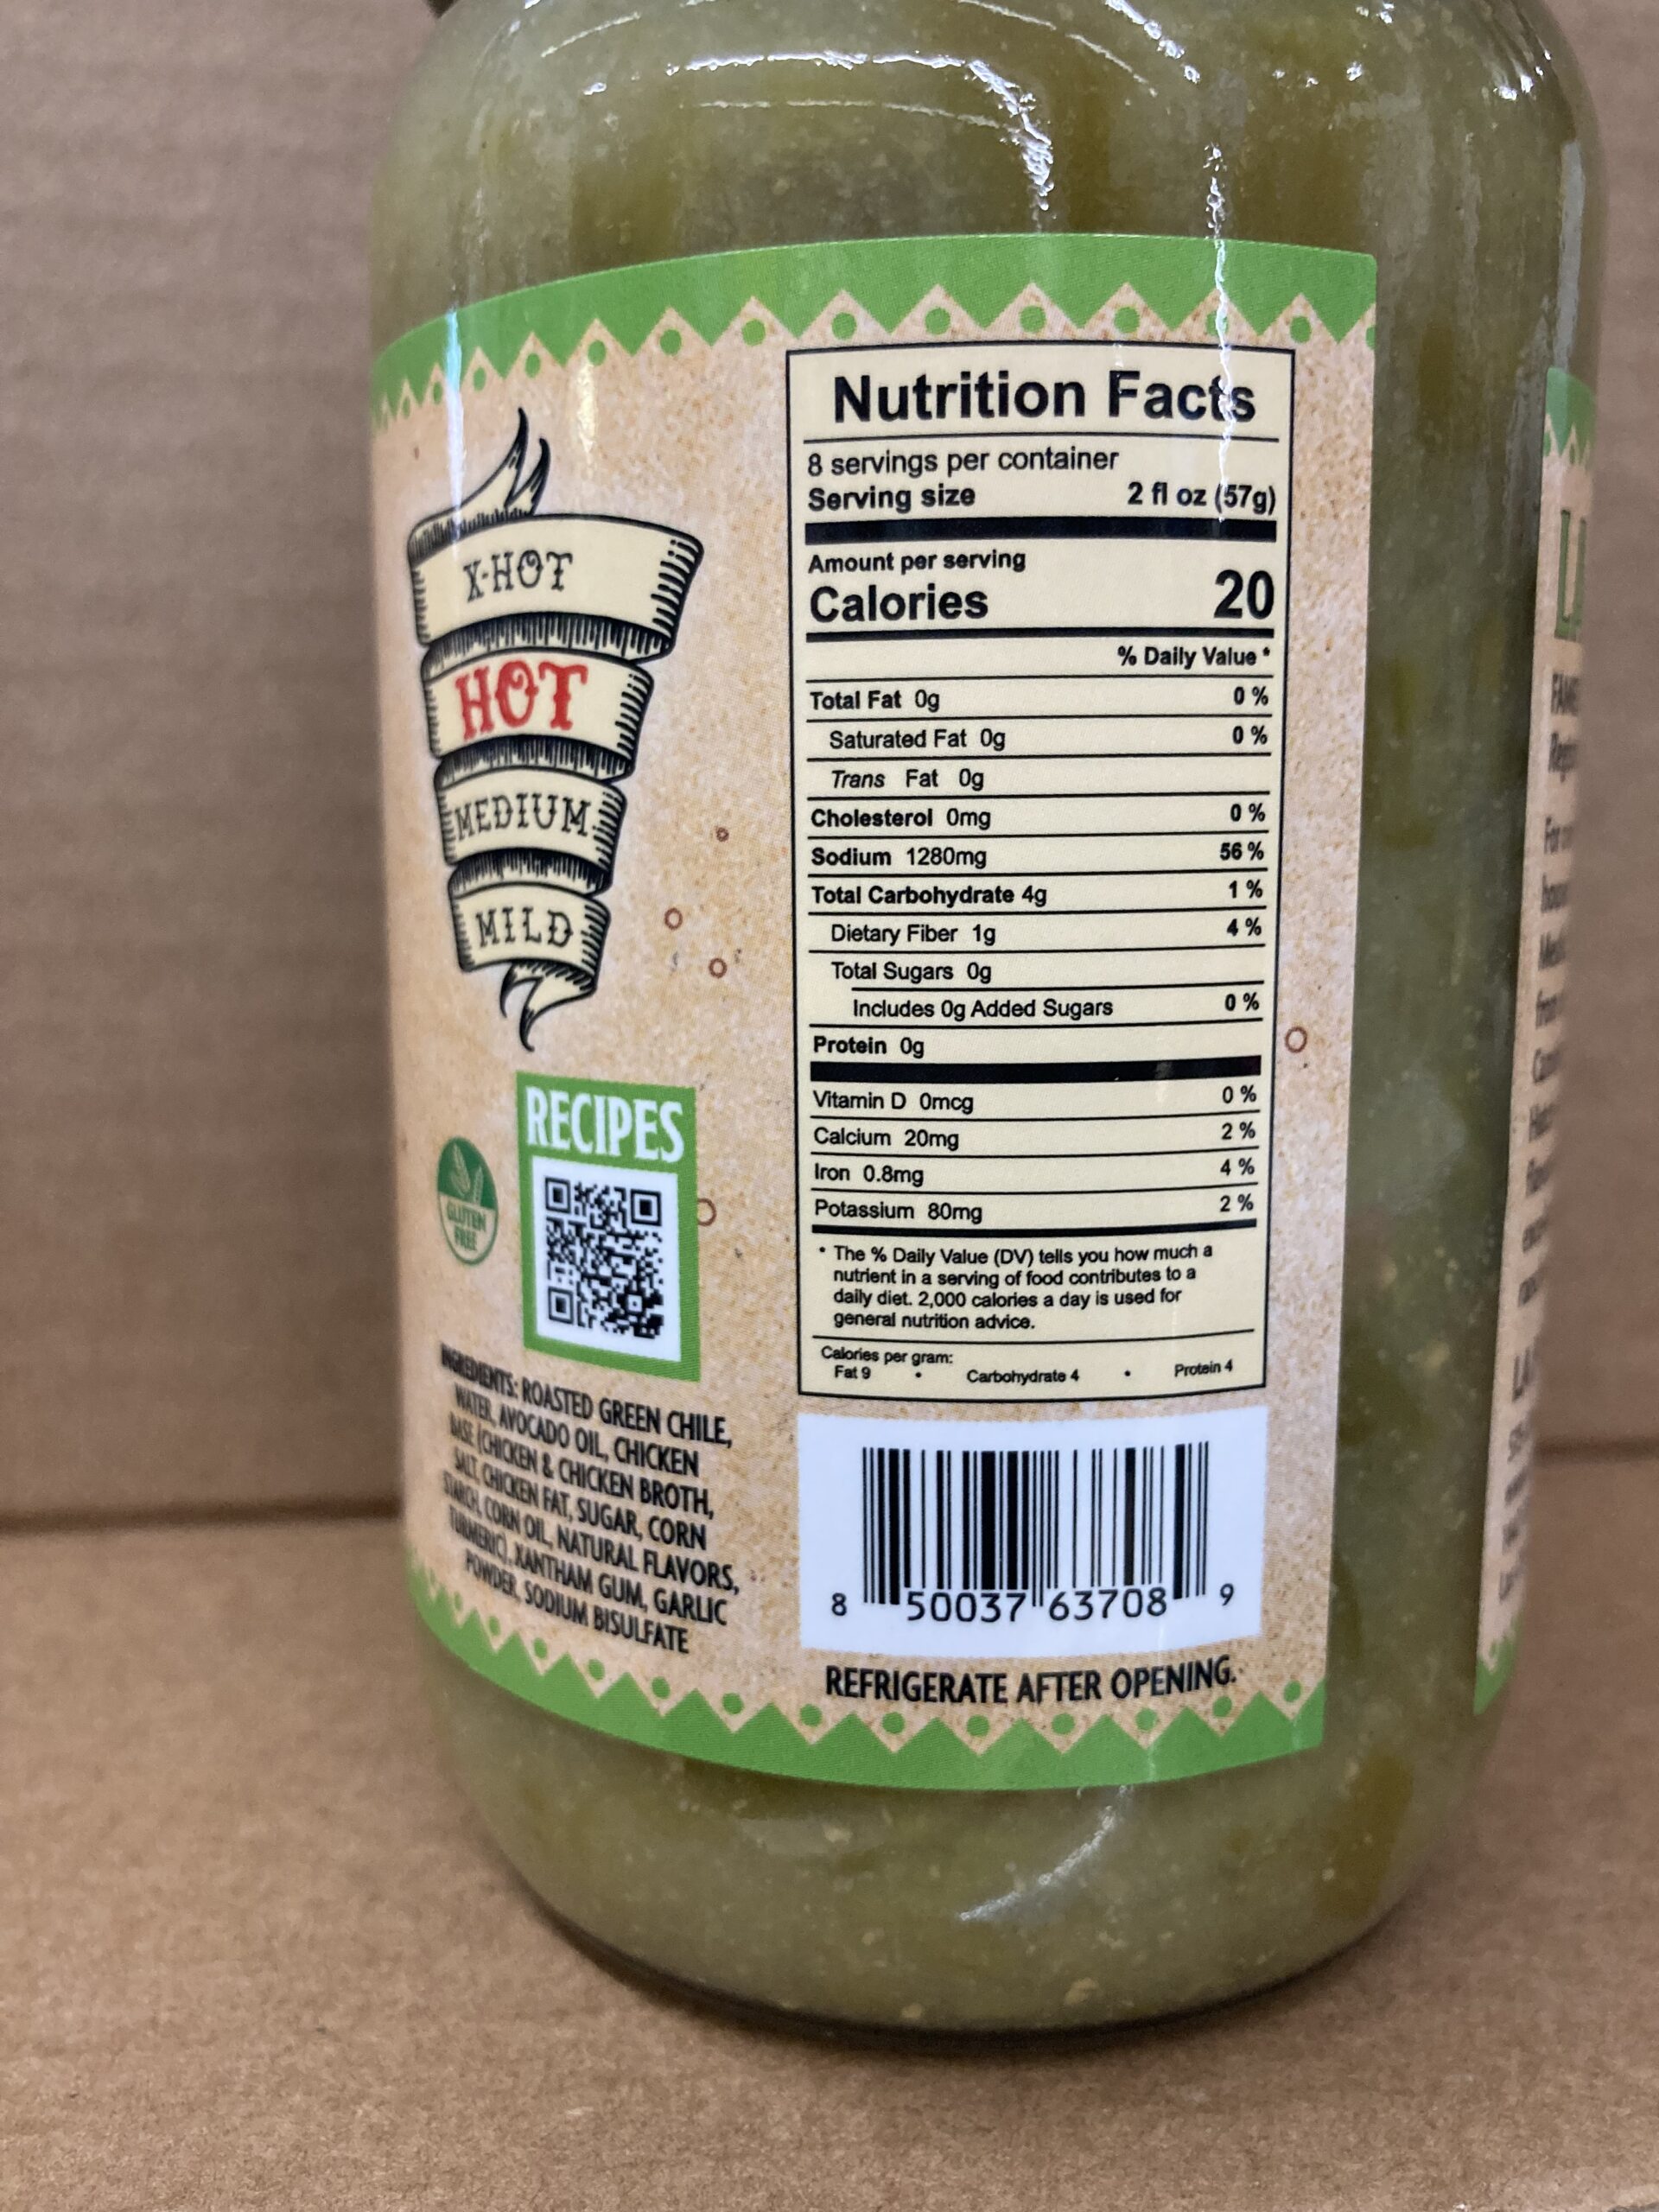 X-HOT
HOT
MEDIUM
MILD
RECIPES
GLUTEN
FREE
INGREDIENTS: ROASTED GREEN CHILE,
WATER, AVOCADO OIL, CHICKEN
BASE (CHICKEN & CHICKEN BROTH,
SALT, CHICKEN FAT, SUGAR, CORN
STARCH, CORN OIL, NATURAL FLAVORS,
TURMERIC), XANTHAM GUM, GARLIC
POWDER, SODIUM BISULFATE
Nutrition Facts
8 servings per container
Serving size 2 fl oz (57g)
Amount per serving
Calories 20
% Daily Value *
Total Fat 0g 0 %
Saturated Fat 0g 0 %
Trans Fat 0g
Cholesterol 0mg 0 %
Sodium 1280mg 56 %
Total Carbohydrate 4g 1 %
Dietary Fiber 1g 4 %
Total Sugars 0g
Includes 0g Added Sugars 0 %
Protein 0g
Vitamin D 0mcg 0 %
Calcium 20mg 2 %
Iron 0.8mg 4 %
Potassium 80mg 2 %
* The % Daily Value (DV) tells you how much a
nutrient in a serving of food contributes to a
daily diet. 2,000 calories a day is used for
general nutrition advice.
Calories per gram:
Fat 9 • Carbohydrate 4 • Protein 4
8 50037 63708 9
REFRIGERATE AFTER OPENING.